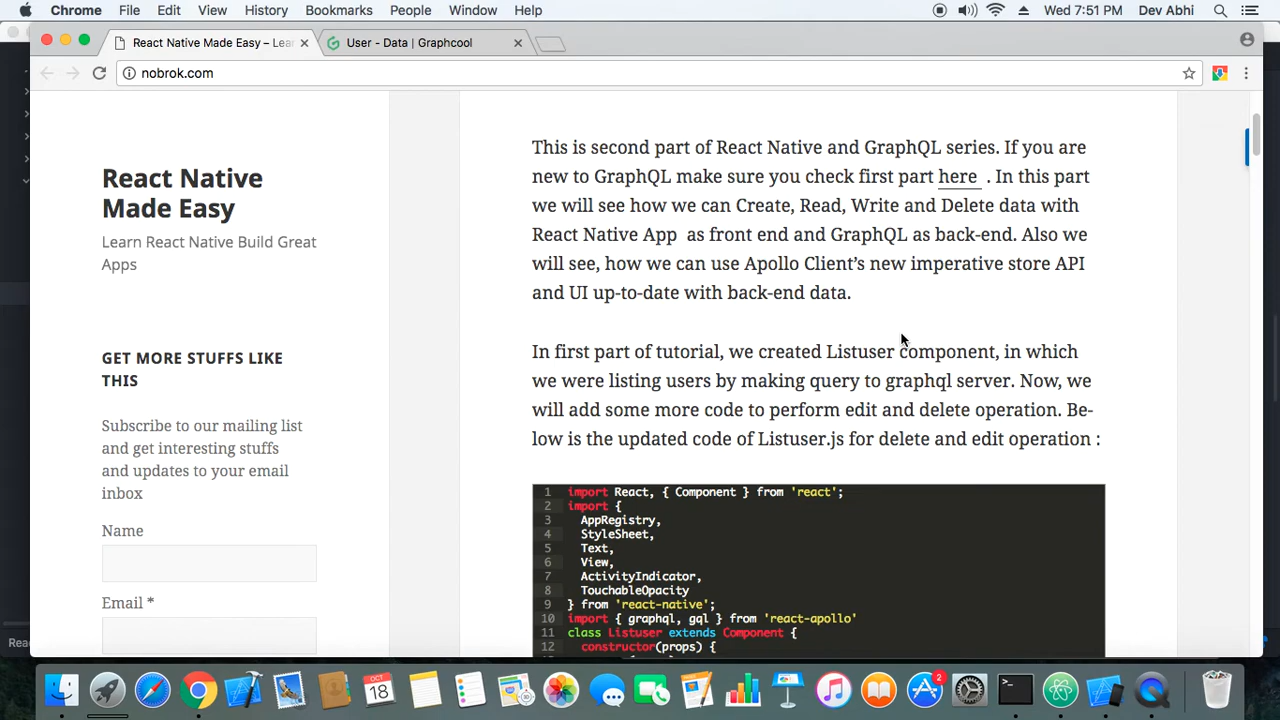 Chrome File Edit View History Bookmarks People Window Help Wed 7:51 PM Dev Abhi
React Native Made Easy – Lea
User - Data | Graphcool
nobrok.com
React Native
Made Easy
Learn React Native Build Great
Apps
GET MORE STUFFS LIKE
THIS
Subscribe to our mailing list
and get interesting stuffs
and updates to your email
inbox
Name
Email *
This is second part of React Native and GraphQL series. If you are
new to GraphQL make sure you check first part here . In this part
we will see how we can Create, Read, Write and Delete data with
React Native App as front end and GraphQL as back-end. Also we
will see, how we can use Apollo Client’s new imperative store API
and UI up-to-date with back-end data.
In first part of tutorial, we created Listuser component, in which
we were listing users by making query to graphql server. Now, we
will add some more code to perform edit and delete operation. Be-
low is the updated code of Listuser.js for delete and edit operation :
1 import React, { Component } from 'react';
2 import {
3 AppRegistry,
4 StyleSheet,
5 Text,
6 View,
7 ActivityIndicator,
8 TouchableOpacity
9 } from 'react-native';
10 import { graphql, gql } from 'react-apollo'
11 class Listuser extends Component {
12 constructor(props) {
Rea
OCT
18
2